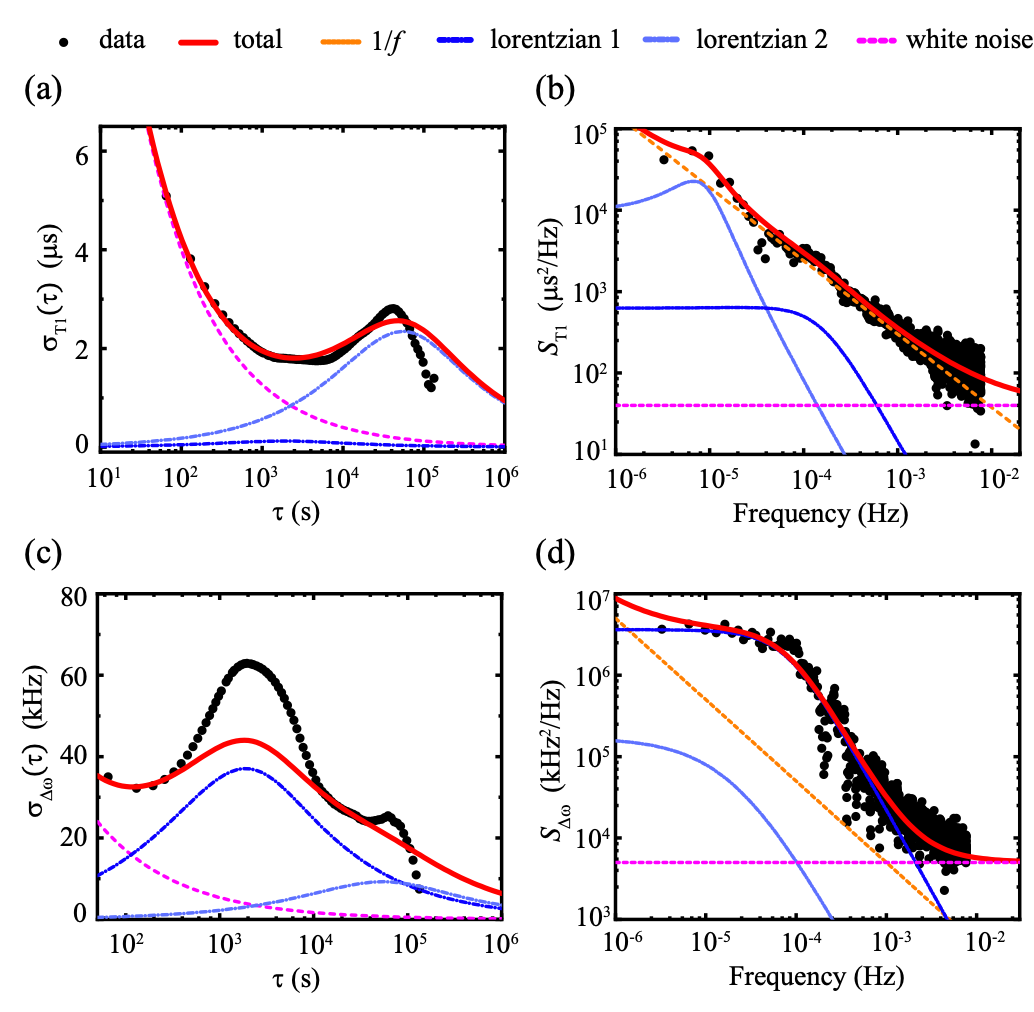 data total 1/f lorentzian 1 lorentzian 2 white noise
(a)
6
4
2
0
σT1(τ) (μs)
10¹ 10² 10³ 10⁴ 10⁵ 10⁶
τ (s)
(b)
10⁵
10⁴
10³
10²
10¹
ST1 (μs²/Hz)
10⁻⁶ 10⁻⁵ 10⁻⁴ 10⁻³ 10⁻²
Frequency (Hz)
(c)
80
60
40
20
0
σΔω(τ) (kHz)
10² 10³ 10⁴ 10⁵ 10⁶
τ (s)
(d)
10⁷
10⁶
10⁵
10⁴
10³
SΔω (kHz²/Hz)
10⁻⁶ 10⁻⁵ 10⁻⁴ 10⁻³ 10⁻²
Frequency (Hz)